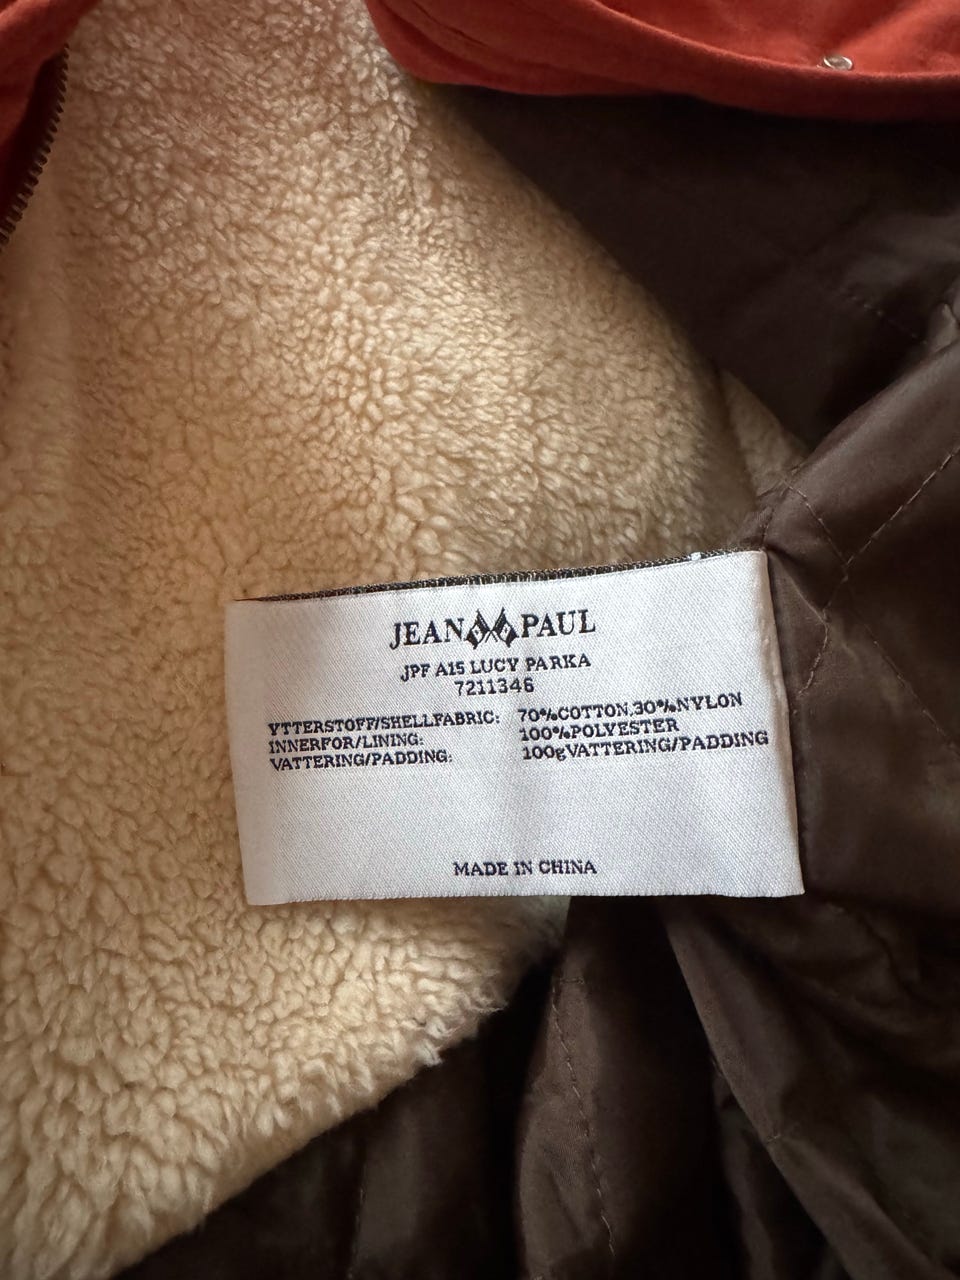 JEAN PAUL
JPF A15 LUCY PARKA
7211346
YTTERSTOFF/SHELLFABRIC: 70%COTTON,30%NYLON
INNERFOR/LINING: 100%POLYESTER
VATTERING/PADDING: 100gVATTERING/PADDING
MADE IN CHINA